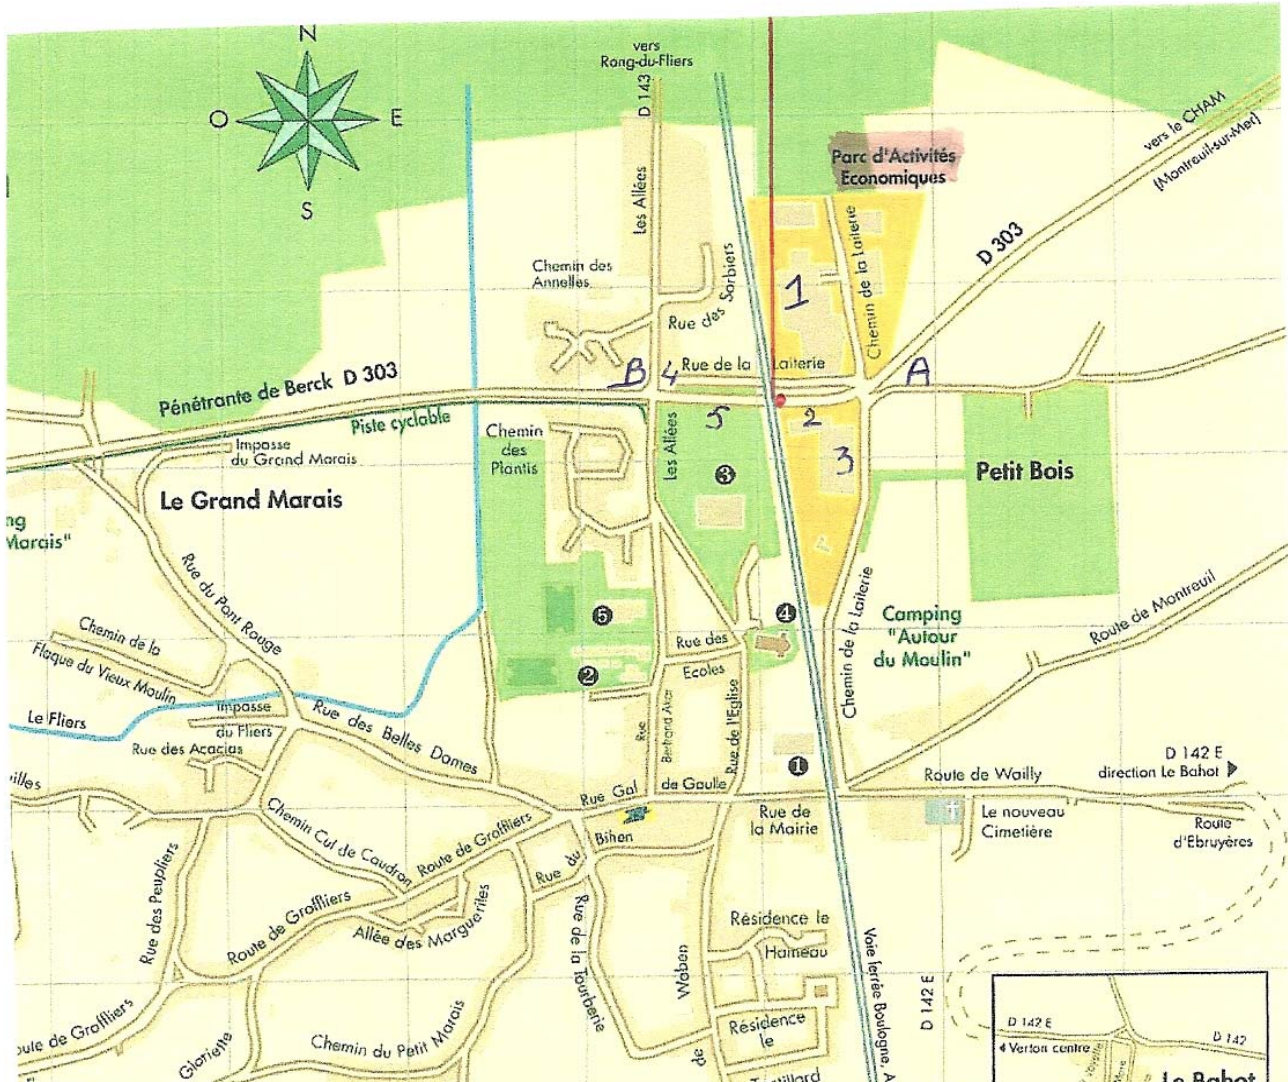 N
O
E
S
vers
Rang-du-Fliers
D 143
Les Allées
vers le CHAM
(Montreuil-sur-Mer)
Parc d'Activités
Economiques
D 303
Chemin de la Laiterie
1
Chemin des
Annelles
Rue des Sorbiers
Rue de la Laiterie
B
4
A
Pénétrante de Berck D 303
Piste cyclable
5
2
3
Impasse
du Grand Marais
Chemin
des
Plantis
Les Allées
❸
Petit Bois
Le Grand Marais
Marais"
Rue du Pont Rouge
Chemin de la
Flaque du Vieux Moulin
❺
❹
❷
Rue des
Ecoles
Chemin de la Laiterie
Camping
"Autour
du Moulin"
Route de Montreuil
Le Fliers
Impasse
du Fliers
Rue des Acacias
Rue des Belles Dames
Rue
Bertrand Akar
Rue de l'Eglise
❶
D 142 E
direction Le Bahot
Route de Wailly
Rue Gal de Gaulle
Rue de
la Mairie
Le nouveau
Cimetière
Route
d'Ebruyères
Chemin Cul de Caudron
Route de Groffliers
Rue du Bihen
Rue des Peupliers
Route de Groffliers
Allée des Marguerites
Rue de la Tourberie
Résidence le
Hameau
Waben
de
Voie ferrée Boulogne, A
D 142 E
Route de Groffliers
Gloriette
Chemin du Petit Marais
Résidence
le
D 142 E
Verton centre
D 142
Le Bahot